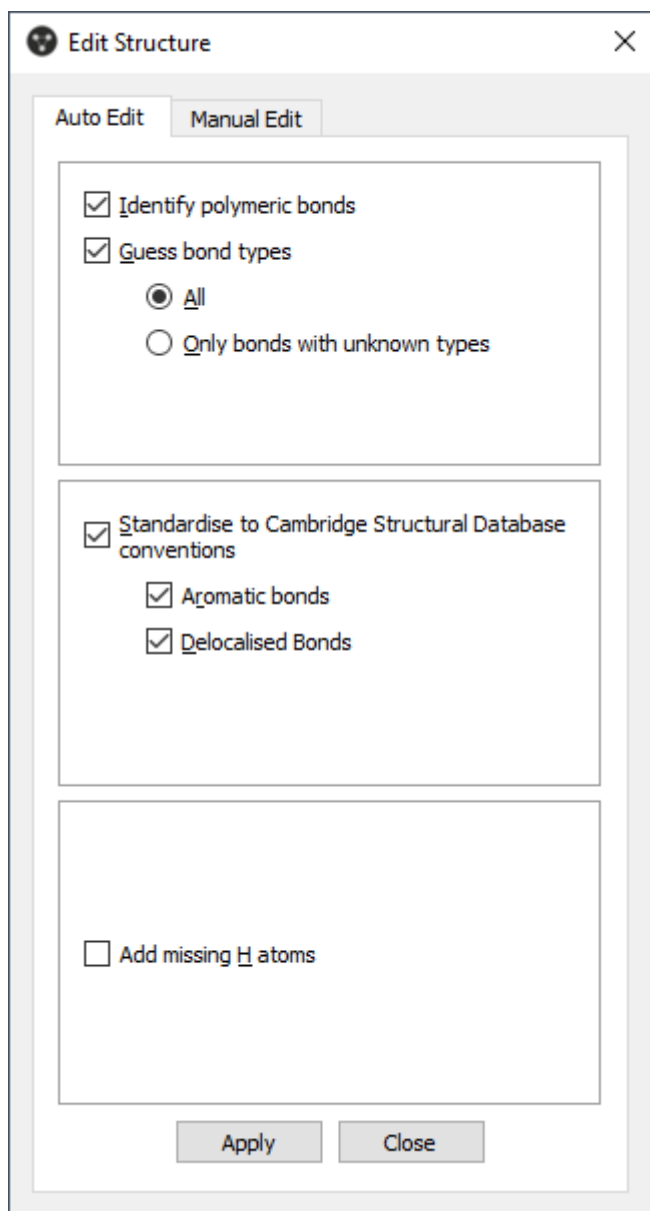 Edit Structure
Auto Edit
Manual Edit
Identify polymeric bonds
Guess bond types
All
Only bonds with unknown types
Standardise to Cambridge Structural Database
conventions
Aromatic bonds
Delocalised Bonds
Add missing H atoms
Apply
Close